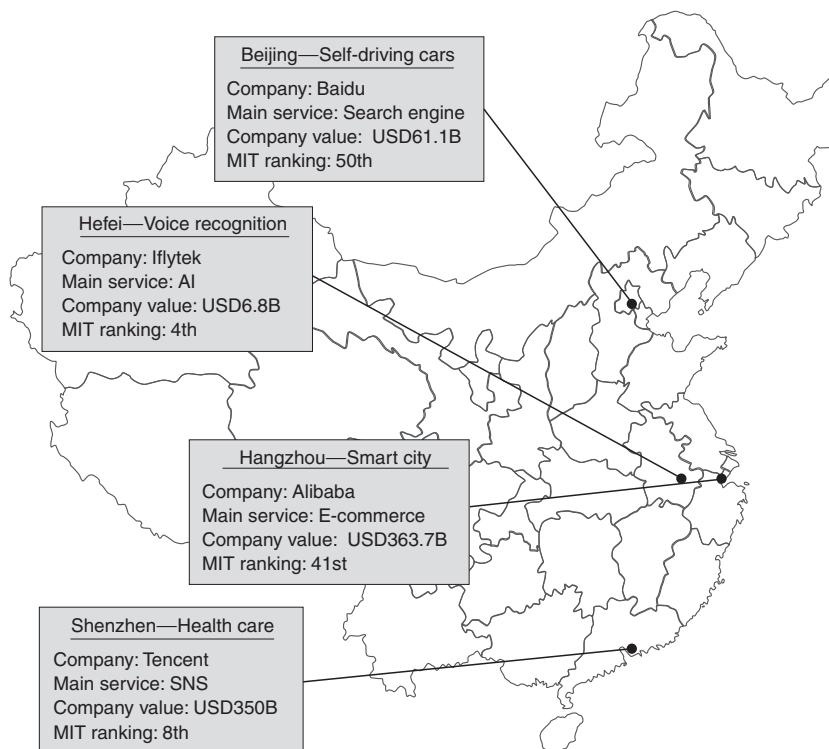 Beijing—Self-driving cars
Company: Baidu
Main service: Search engine
Company value: USD61.1B
MIT ranking: 50th
Hefei—Voice recognition
Company: Iflytek
Main service: AI
Company value: USD6.8B
MIT ranking: 4th
Hangzhou—Smart city
Company: Alibaba
Main service: E-commerce
Company value: USD363.7B
MIT ranking: 41st
Shenzhen—Health care
Company: Tencent
Main service: SNS
Company value: USD350B
MIT ranking: 8th